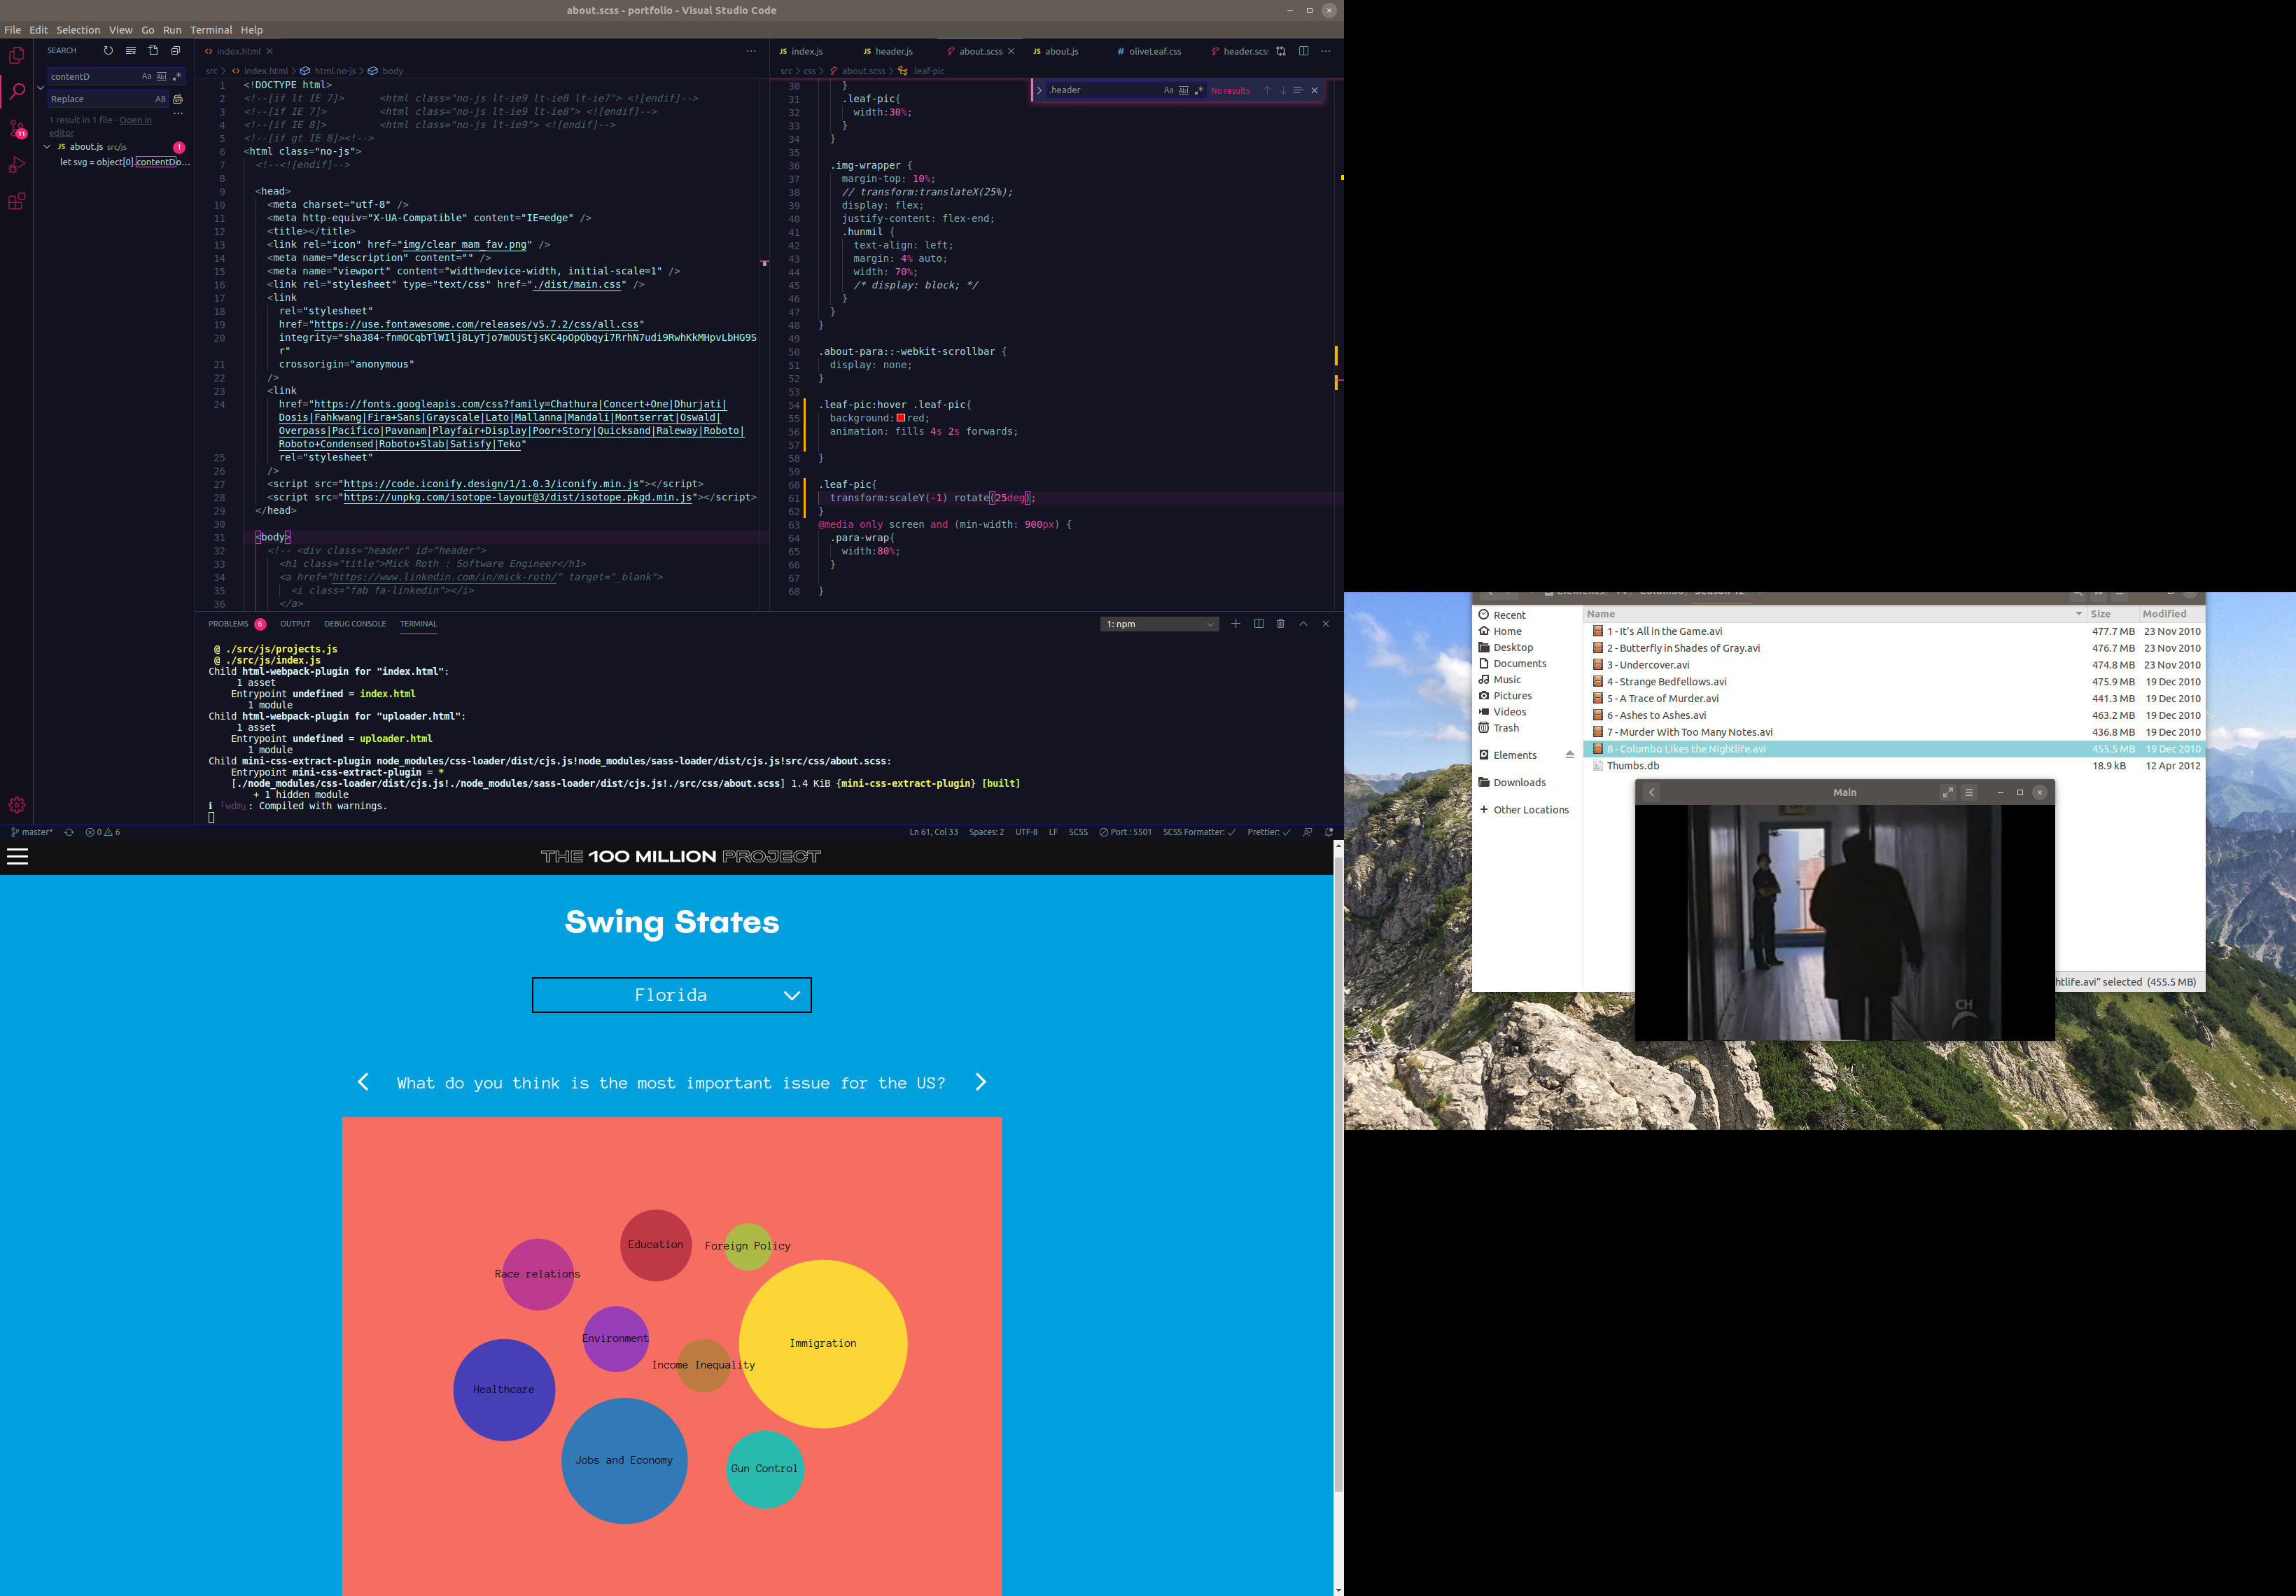 about.scss - portfolio - Visual Studio Code
File Edit Selection View Go Run Terminal Help
SEARCH
contentD
Aa Ab .*
Replace
AB
1 result in 1 file - Open in
editor
JS about.js src/js 1
let svg = object[0].contentDo...
11
index.html
src > index.html > html.no-js > body
1 <!DOCTYPE html>
2 <!--[if lt IE 7]> <html class="no-js lt-ie9 lt-ie8 lt-ie7"> <![endif]-->
3 <!--[if IE 7]> <html class="no-js lt-ie9 lt-ie8"> <![endif]-->
4 <!--[if IE 8]> <html class="no-js lt-ie9"> <![endif]-->
5 <!--[if gt IE 8]><!-->
6 <html class="no-js">
7 <!--<![endif]-->
8
9 <head>
10 <meta charset="utf-8" />
11 <meta http-equiv="X-UA-Compatible" content="IE=edge" />
12 <title></title>
13 <link rel="icon" href="img/clear_mam_fav.png" />
14 <meta name="description" content="" />
15 <meta name="viewport" content="width=device-width, initial-scale=1" />
16 <link rel="stylesheet" type="text/css" href="./dist/main.css" />
17 <link
18 rel="stylesheet"
19 href="https://use.fontawesome.com/releases/v5.7.2/css/all.css"
20 integrity="sha384-fnmOCqbTlWIlj8LyTjo7mOUStjsKC4pOpQbqyi7RrhN7udi9RwhKkMHpvLbHG9S
r"
21 crossorigin="anonymous"
22 />
23 <link
24 href="https://fonts.googleapis.com/css?family=Chathura|Concert+One|Dhurjati|
Dosis|Fahkwang|Fira+Sans|Grayscale|Lato|Mallanna|Mandali|Montserrat|Oswald|
Overpass|Pacifico|Pavanam|Playfair+Display|Poor+Story|Quicksand|Raleway|Roboto|
Roboto+Condensed|Roboto+Slab|Satisfy|Teko"
25 rel="stylesheet"
26 />
27 <script src="https://code.iconify.design/1/1.0.3/iconify.min.js"></script>
28 <script src="https://unpkg.com/isotope-layout@3/dist/isotope.pkgd.min.js"></script>
29 </head>
30
31 <body>
32 <!-- <div class="header" id="header">
33 <h1 class="title">Mick Roth : Software Engineer</h1>
34 <a href="https://www.linkedin.com/in/mick-roth/" target="_blank">
35 <i class="fab fa-linkedin"></i>
36 </a>
JS index.js JS header.js about.scss JS about.js # oliveLeaf.css header.scss
src > css > about.scss > .leaf-pic
.header
Aa Ab .* No results
30 }
31 .leaf-pic{
32 width:30%;
33 }
34 }
35
36 .img-wrapper {
37 margin-top: 10%;
38 // transform:translateX(25%);
39 display: flex;
40 justify-content: flex-end;
41 .hunmil {
42 text-align: left;
43 margin: 4% auto;
44 width: 70%;
45 /* display: block; */
46 }
47 }
48 }
49
50 .about-para::-webkit-scrollbar {
51 display: none;
52 }
53
54 .leaf-pic:hover .leaf-pic{
55 background: red;
56 animation: fills 4s 2s forwards;
57
58 }
59
60 .leaf-pic{
61 transform:scaleY(-1) rotate(25deg);
62 }
63 @media only screen and (min-width: 900px) {
64 .para-wrap{
65 width:80%;
66 }
67
68 }
PROBLEMS 6 OUTPUT DEBUG CONSOLE TERMINAL
1: npm
@ ./src/js/projects.js
@ ./src/js/index.js
Child html-webpack-plugin for "index.html":
1 asset
Entrypoint undefined = index.html
1 module
Child html-webpack-plugin for "uploader.html":
1 asset
Entrypoint undefined = uploader.html
1 module
Child mini-css-extract-plugin node_modules/css-loader/dist/cjs.js!node_modules/sass-loader/dist/cjs.js!src/css/about.scss:
Entrypoint mini-css-extract-plugin = *
[./node_modules/css-loader/dist/cjs.js!./node_modules/sass-loader/dist/cjs.js!./src/css/about.scss] 1.4 KiB {mini-css-extract-plugin} [built]
+ 1 hidden module
ℹ ｢wdm｣: Compiled with warnings.
master* 0 6
Ln 61, Col 33 Spaces: 2 UTF-8 LF SCSS Port : 5501 SCSS Formatter: ✓ Prettier: ✓
THE 100 MILLION PROJECT
Swing States
Florida
What do you think is the most important issue for the US?
Education
Foreign Policy
Race relations
Environment
Immigration
Income Inequality
Healthcare
Jobs and Economy
Gun Control
Recent
Home
Desktop
Documents
Music
Pictures
Videos
Trash
Elements
Downloads
+ Other Locations
Name Size Modified
1 - It's All in the Game.avi 477.7 MB 23 Nov 2010
2 - Butterfly in Shades of Gray.avi 476.7 MB 23 Nov 2010
3 - Undercover.avi 474.8 MB 23 Nov 2010
4 - Strange Bedfellows.avi 475.9 MB 19 Dec 2010
5 - A Trace of Murder.avi 441.3 MB 19 Dec 2010
6 - Ashes to Ashes.avi 463.2 MB 19 Dec 2010
7 - Murder With Too Many Notes.avi 436.8 MB 19 Dec 2010
8 - Columbo Likes the Nightlife.avi 455.5 MB 19 Dec 2010
Thumbs.db 18.9 kB 12 Apr 2012
Main
CH
htlife.avi" selected (455.5 MB)